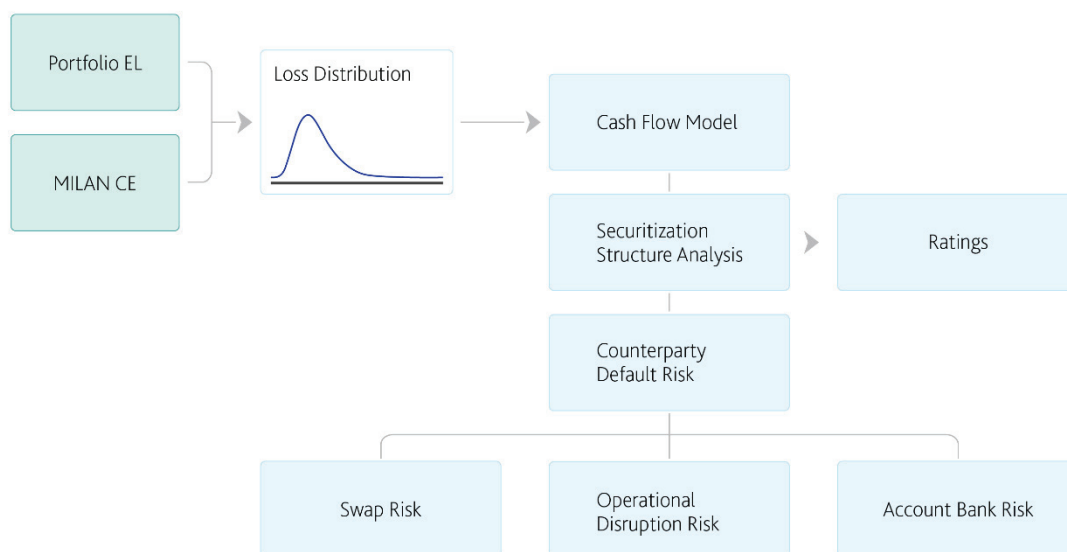 Portfolio EL
MILAN CE
Loss Distribution
Cash Flow Model
Securitization
Structure Analysis
Ratings
Counterparty
Default Risk
Swap Risk
Operational
Disruption Risk
Account Bank Risk